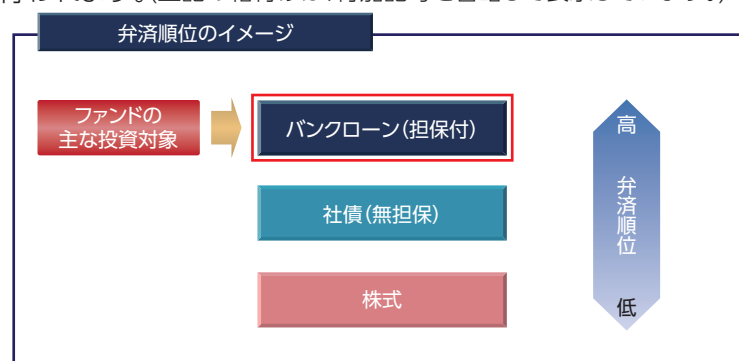 弁済順位のイメージ
ファンドの
主な投資対象
バンクローン（担保付）
高
社債（無担保）
弁済順位
株式
低